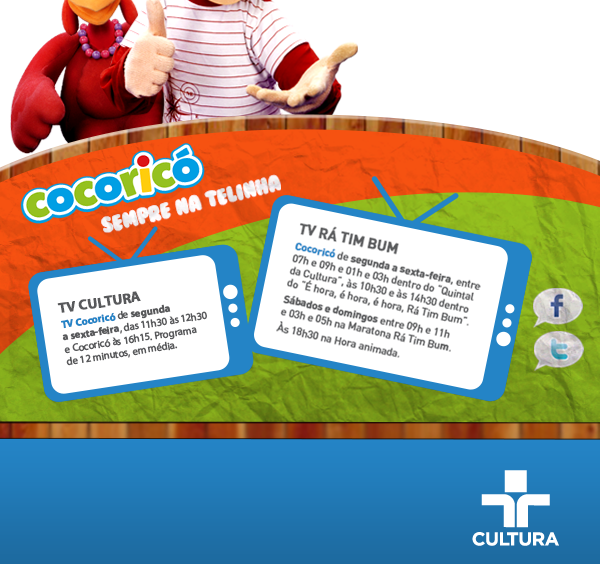 cocoricó
SEMPRE NA TELINHA
TV CULTURA
TV Cocoricó de segunda
a sexta-feira, das 11h30 às 12h30
e Cocoricó às 16h15. Programa
de 12 minutos, em média.
TV RÁ TIM BUM
Cocoricó de segunda a sexta-feira, entre
07h e 09h e 01h e 03h dentro do "Quintal
da Cultura", às 10h30 e às 14h30 dentro
do "É hora, é hora, é hora, Rá Tim Bum".
Sábados e domingos entre 09h e 11h
e 03h e 05h na Maratona Rá Tim Bum.
Às 18h30 na Hora animada.
f
t
CULTURA